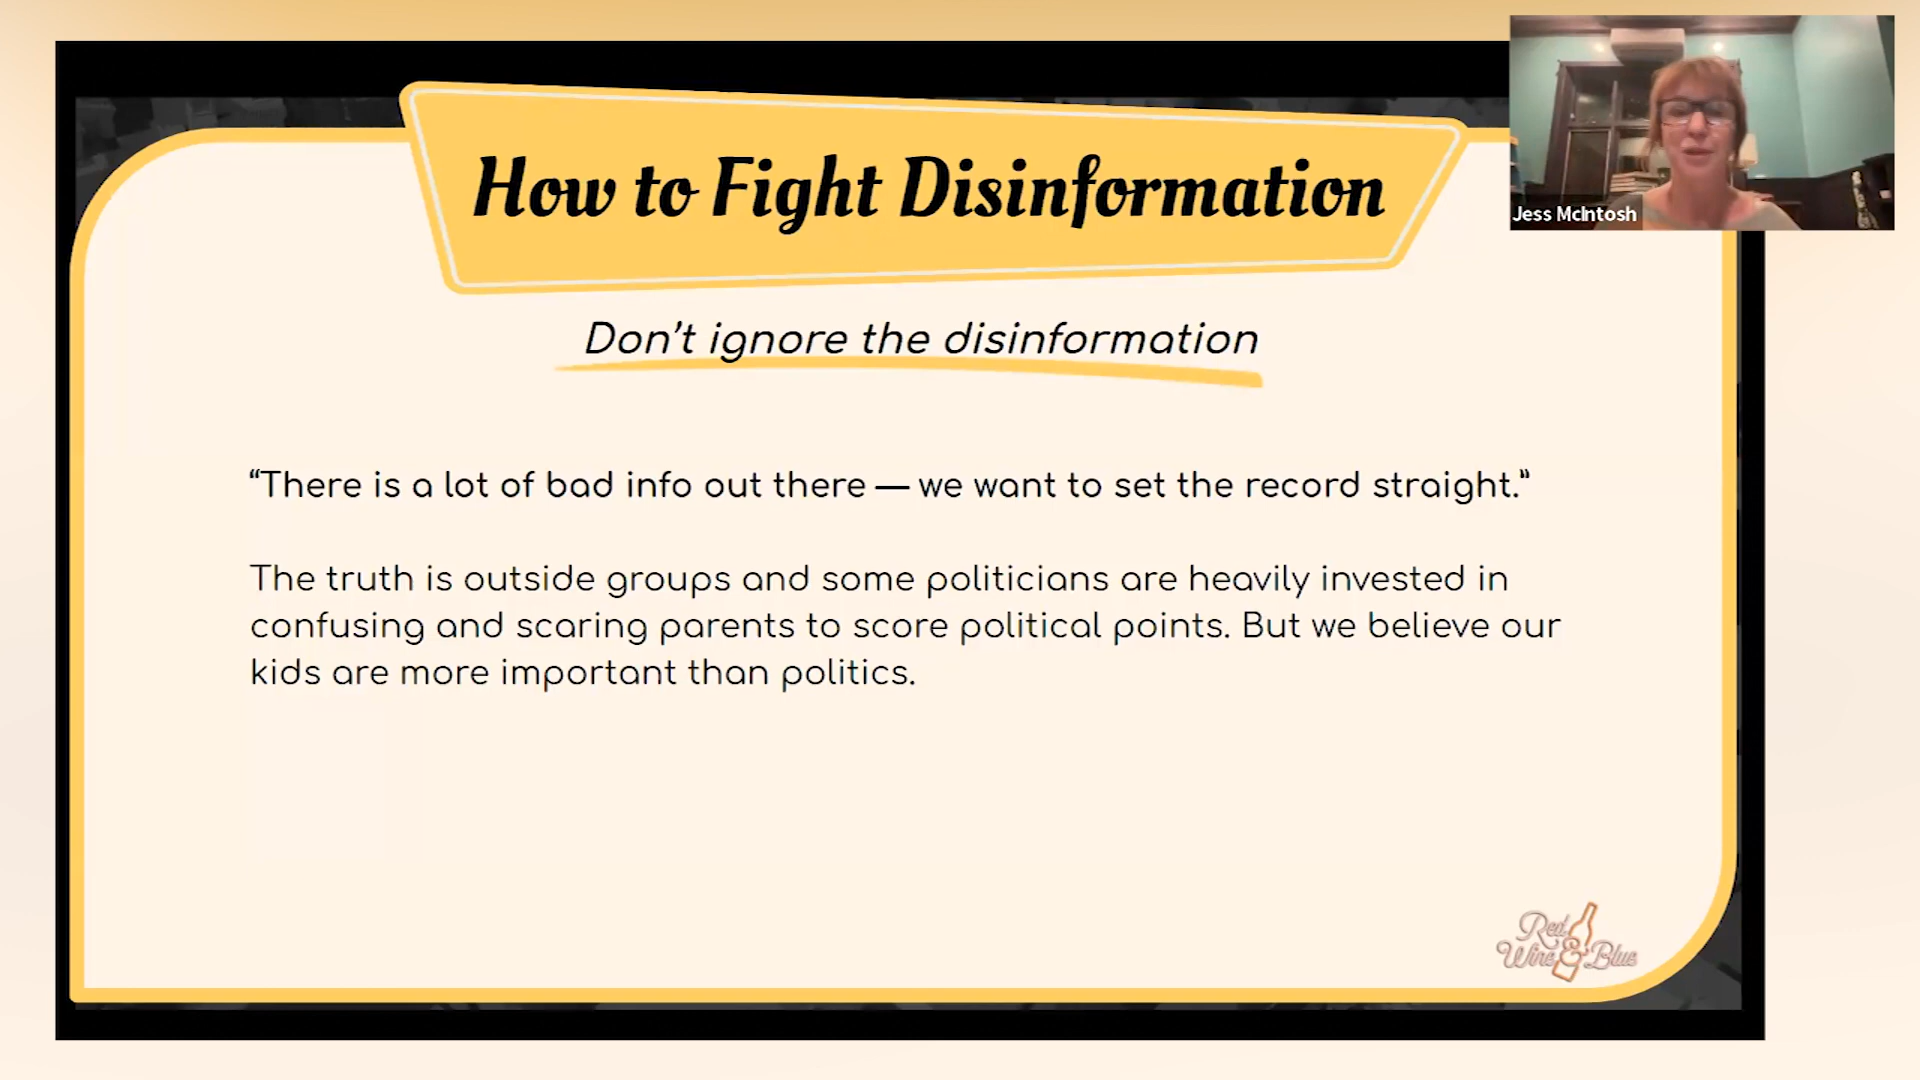 Jess McIntosh
How to Fight Disinformation
Don't ignore the disinformation
“There is a lot of bad info out there — we want to set the record straight.”
The truth is outside groups and some politicians are heavily invested in
confusing and scaring parents to score political points. But we believe our
kids are more important than politics.
Red
Wine & Blue